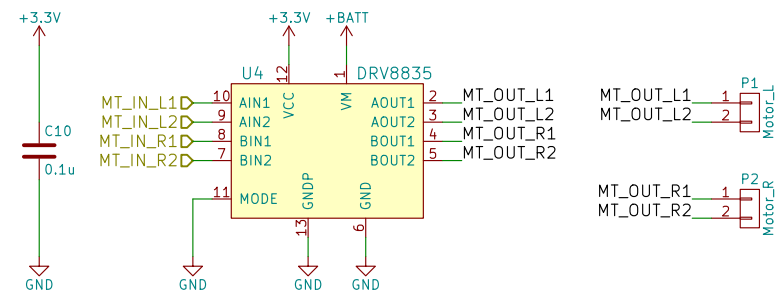 +3.3V
+3.3V
+BATT
U4
DRV8835
12
1
VCC
VM
MT_IN_L1
10
AIN1
AOUT1
2
MT_OUT_L1
MT_IN_L2
9
AIN2
AOUT2
3
MT_OUT_L2
MT_IN_R1
8
BIN1
BOUT1
4
MT_OUT_R1
MT_IN_R2
7
BIN2
BOUT2
5
MT_OUT_R2
11
MODE
GNDP
GND
13
6
C10
0.1u
GND
GND
GND
GND
P1
MT_OUT_L1
1
MT_OUT_L2
2
Motor_L
P2
MT_OUT_R1
1
MT_OUT_R2
2
Motor_R